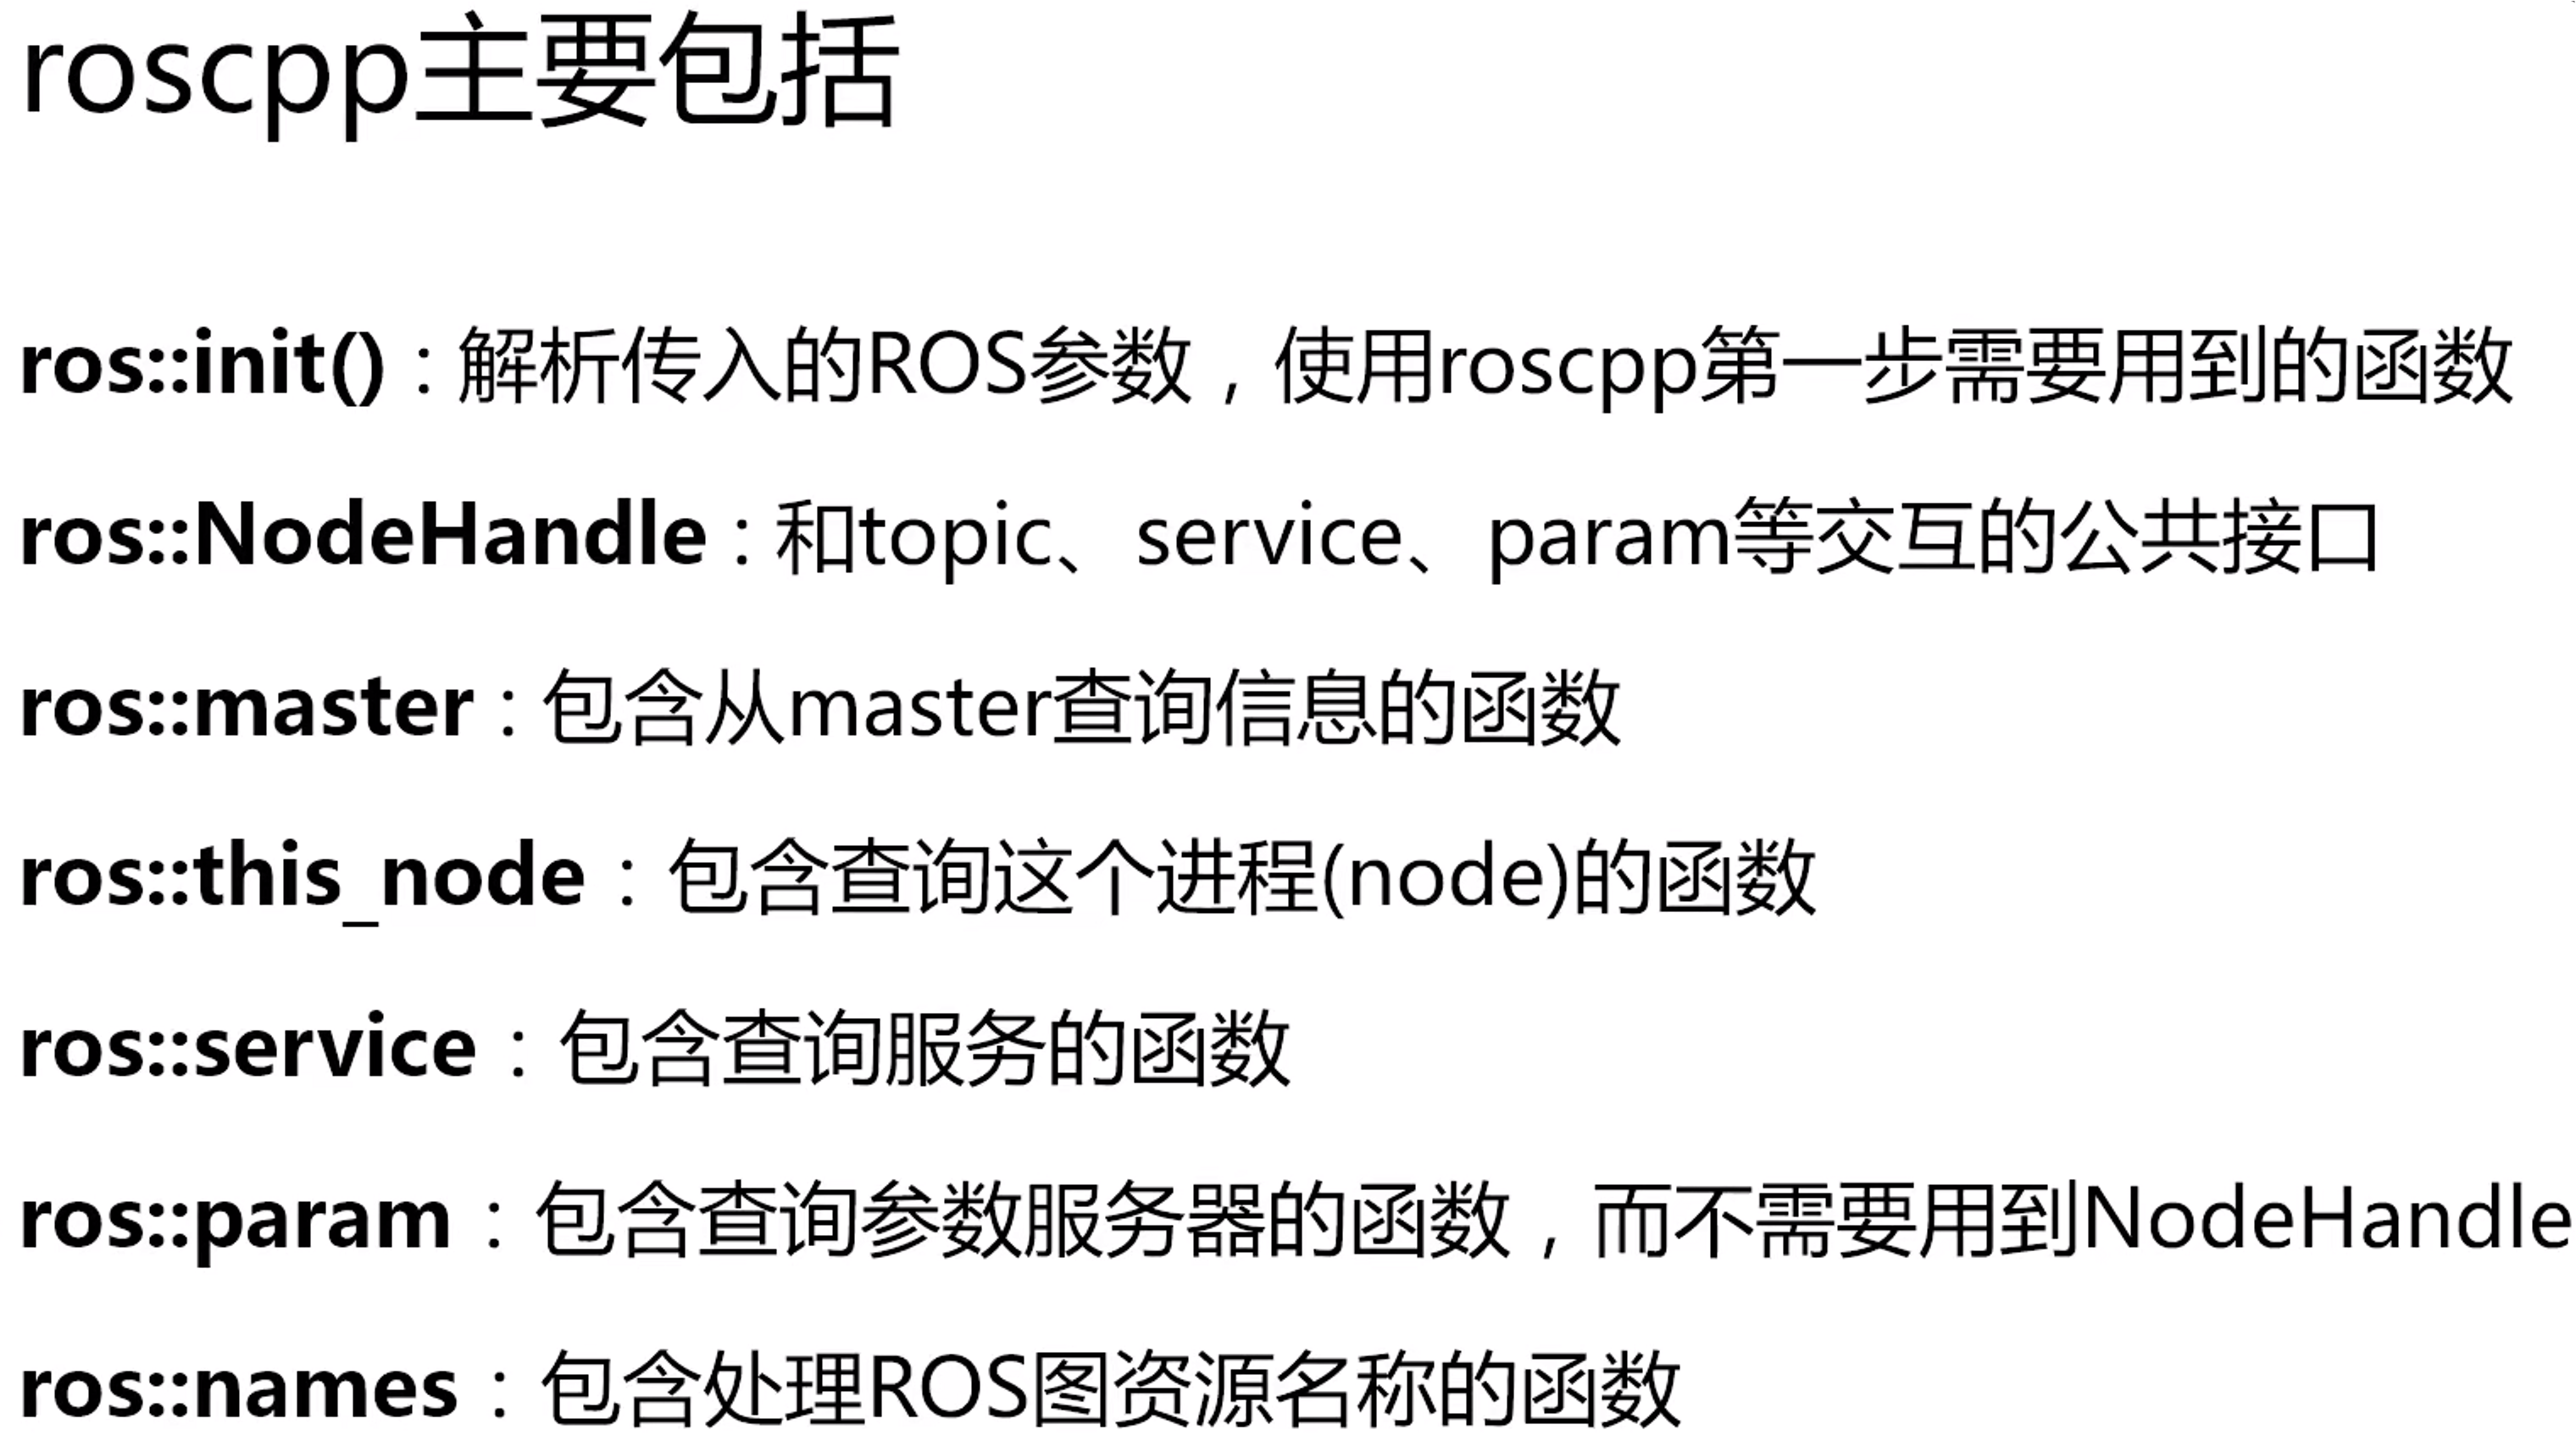 roscpp主要包括
ros::init() : 解析传入的ROS参数，使用roscpp第一步需要用到的函数
ros::NodeHandle : 和topic、service、param等交互的公共接口
ros::master : 包含从master查询信息的函数
ros::this_node：包含查询这个进程(node)的函数
ros::service：包含查询服务的函数
ros::param：包含查询参数服务器的函数，而不需要用到NodeHandle
ros::names：包含处理ROS图资源名称的函数